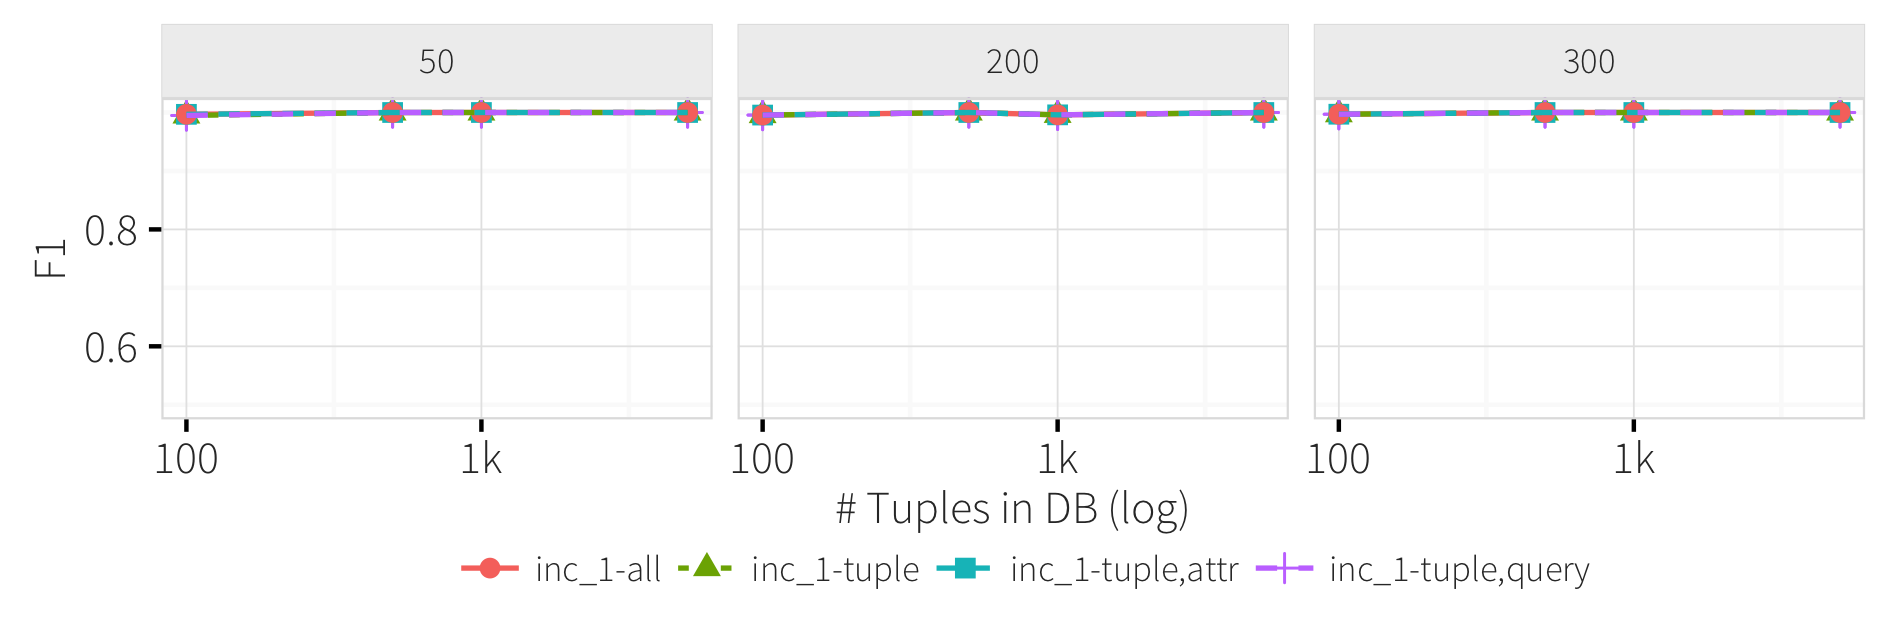 50 200 300
F1
0.8
0.6
100 1k 100 1k 100 1k
# Tuples in DB (log)
inc_1-all inc_1-tuple inc_1-tuple,attr inc_1-tuple,query